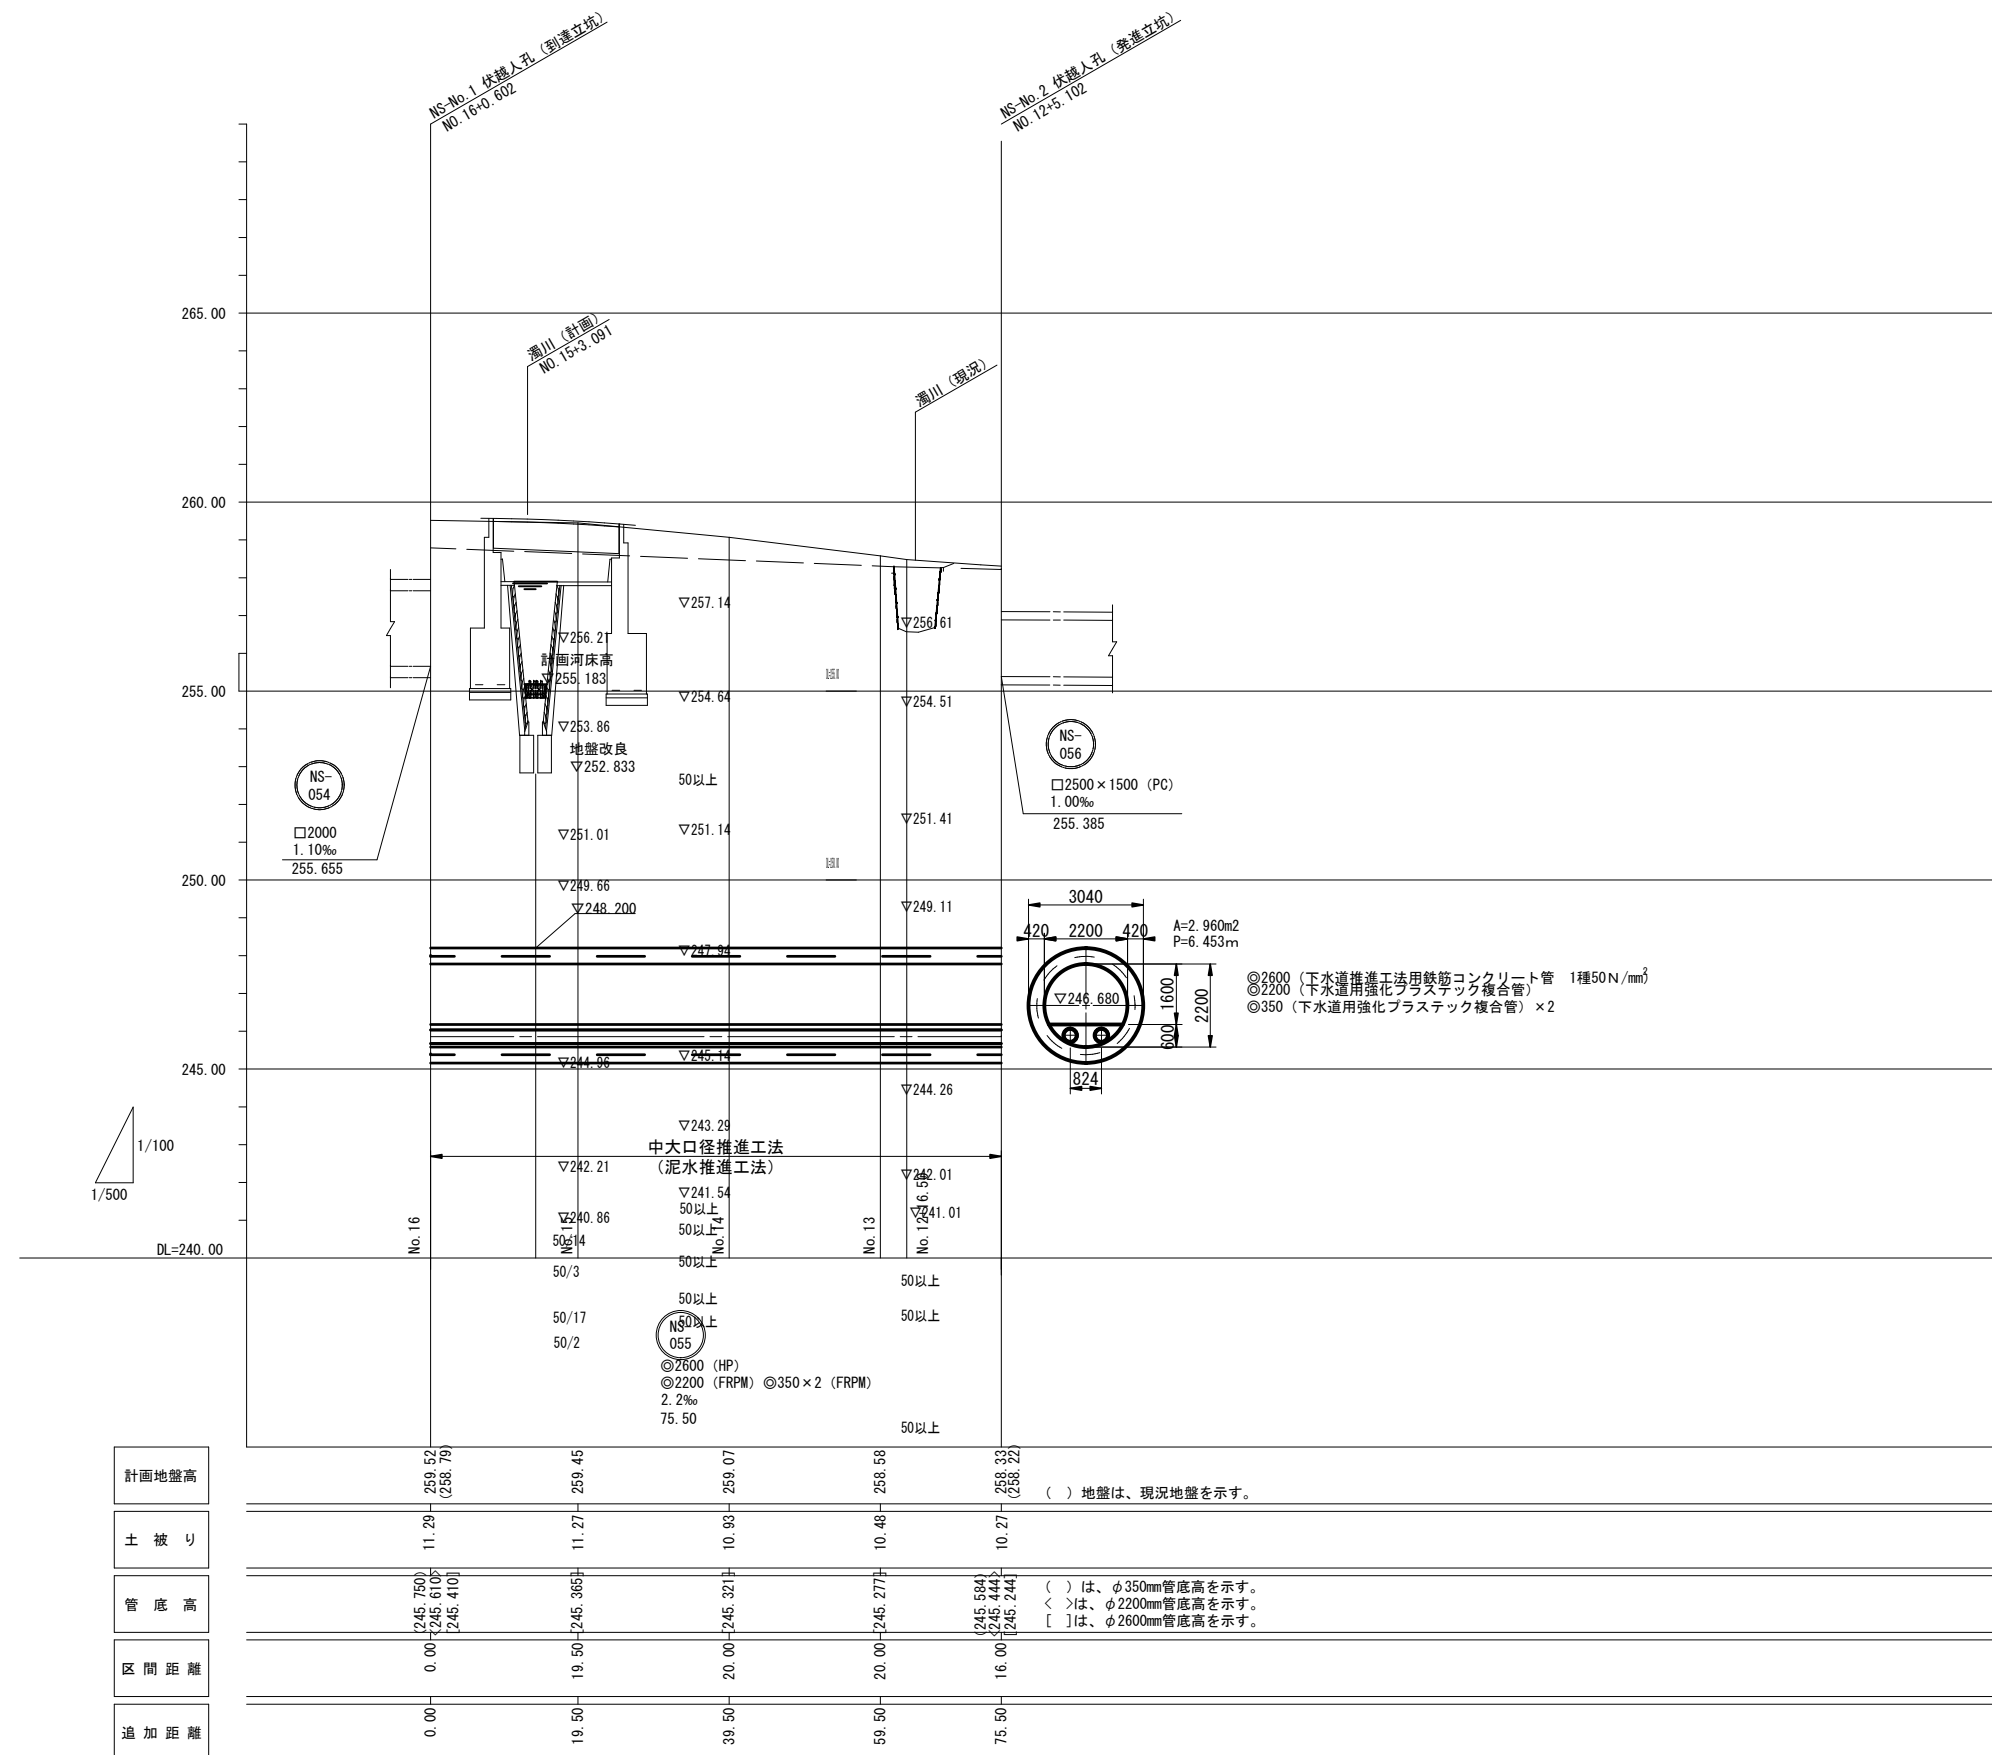 NS-No.1 伏越人孔（到達立坑）
NO.16+0.602
NS-No.2 伏越人孔（発進立坑）
NO.12+5.102
265.00
濁川（計画）
NO.15+3.091
濁川（現況）
260.00
▽257.14
▽256.61
▽256.21
計画河床高
▽255.183
255.00
▽254.64
▽254.51
▽253.86
地盤改良
▽252.833
50以上
NS-
054
□2000
1.10‰
255.655
NS-
056
□2500×1500（PC）
1.00‰
255.385
▽251.01
▽251.14
▽251.41
250.00
▽249.66
▽248.200
▽249.11
▽247.94
3040
420
2200
420
A=2.960m2
P=6.453m
▽246.680
1600
600
2200
824
◎2600（下水道推進工法用鉄筋コンクリート管　1種50N/mm2
◎2200（下水道用強化プラステック複合管）
◎350（下水道用強化プラステック複合管）×2
245.00
▽244.96
▽245.14
▽244.26
▽243.29
中大口径推進工法
（泥水推進工法）
▽242.21
▽242.01
▽241.54
▽240.86
▽241.01
1/100
1/500
DL=240.00
No.16
No.14
No.13
50以上
50以上
50以上
50以上
50以上
50/14
50/3
50/17
50/2
50以上
50以上
50以上
NS-
055
◎2600（HP）
◎2200（FRPM）◎350×2（FRPM）
2.2‰
75.50
計画地盤高
259.52
(258.79)
259.45
259.07
258.58
258.33
(258.22)
（　）地盤は、現況地盤を示す。
土 被 り
11.29
11.27
10.93
10.48
10.27
管 底 高
(245.750)
<245.610>
[245.410]
[245.365]
[245.321]
[245.277]
(245.584)
<245.444>
[245.244]
（　）は、φ350mm管底高を示す。
<　>は、φ2200mm管底高を示す。
[　]は、φ2600mm管底高を示す。
区 間 距 離
0.00
19.50
20.00
20.00
16.00
追 加 距 離
0.00
19.50
39.50
59.50
75.50